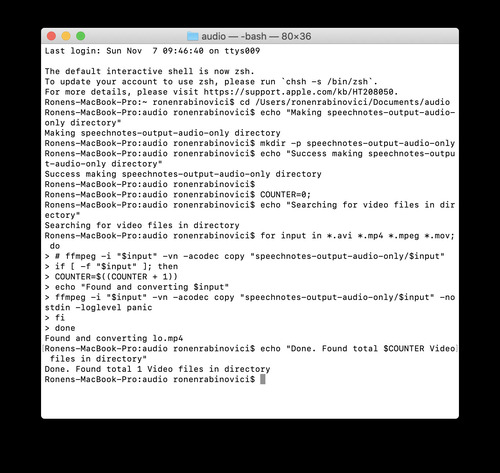 audio — -bash — 80×36
Last login: Sun Nov  7 09:46:40 on ttys009
The default interactive shell is now zsh.
To update your account to use zsh, please run `chsh -s /bin/zsh`.
For more details, please visit https://support.apple.com/kb/HT208050.
Ronens-MacBook-Pro:~ ronenrabinovici$ cd /Users/ronenrabinovici/Documents/audio
Ronens-MacBook-Pro:audio ronenrabinovici$ echo "Making speechnotes-output-audio-
only directory"
Making speechnotes-output-audio-only directory
Ronens-MacBook-Pro:audio ronenrabinovici$ mkdir -p speechnotes-output-audio-only
Ronens-MacBook-Pro:audio ronenrabinovici$ echo "Success making speechnotes-outpu
t-audio-only directory"
Success making speechnotes-output-audio-only directory
Ronens-MacBook-Pro:audio ronenrabinovici$
Ronens-MacBook-Pro:audio ronenrabinovici$ COUNTER=0;
Ronens-MacBook-Pro:audio ronenrabinovici$ echo "Searching for video files in dir
ectory"
Searching for video files in directory
Ronens-MacBook-Pro:audio ronenrabinovici$ for input in *.avi *.mp4 *.mpeg *.mov;
 do
> # ffmpeg -i "$input" -vn -acodec copy "speechnotes-output-audio-only/$input"
> if [ -f "$input" ]; then
> COUNTER=$((COUNTER + 1))
> echo "Found and converting $input"
> ffmpeg -i "$input" -vn -acodec copy "speechnotes-output-audio-only/$input" -no
stdin -loglevel panic
> fi
> done
Found and converting lo.mp4
[Ronens-MacBook-Pro:audio ronenrabinovici$ echo "Done. Found total $COUNTER Video]
 files in directory"
Done. Found total 1 Video files in directory
Ronens-MacBook-Pro:audio ronenrabinovici$